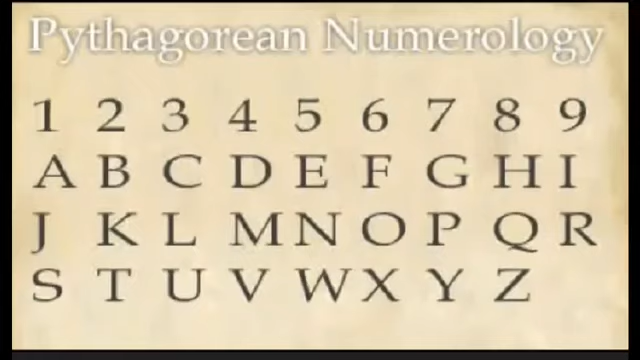 Pythagorean Numerology
1 2 3 4 5 6 7 8 9
A B C D E F G H I
J K L M N O P Q R
S T U V W X Y Z